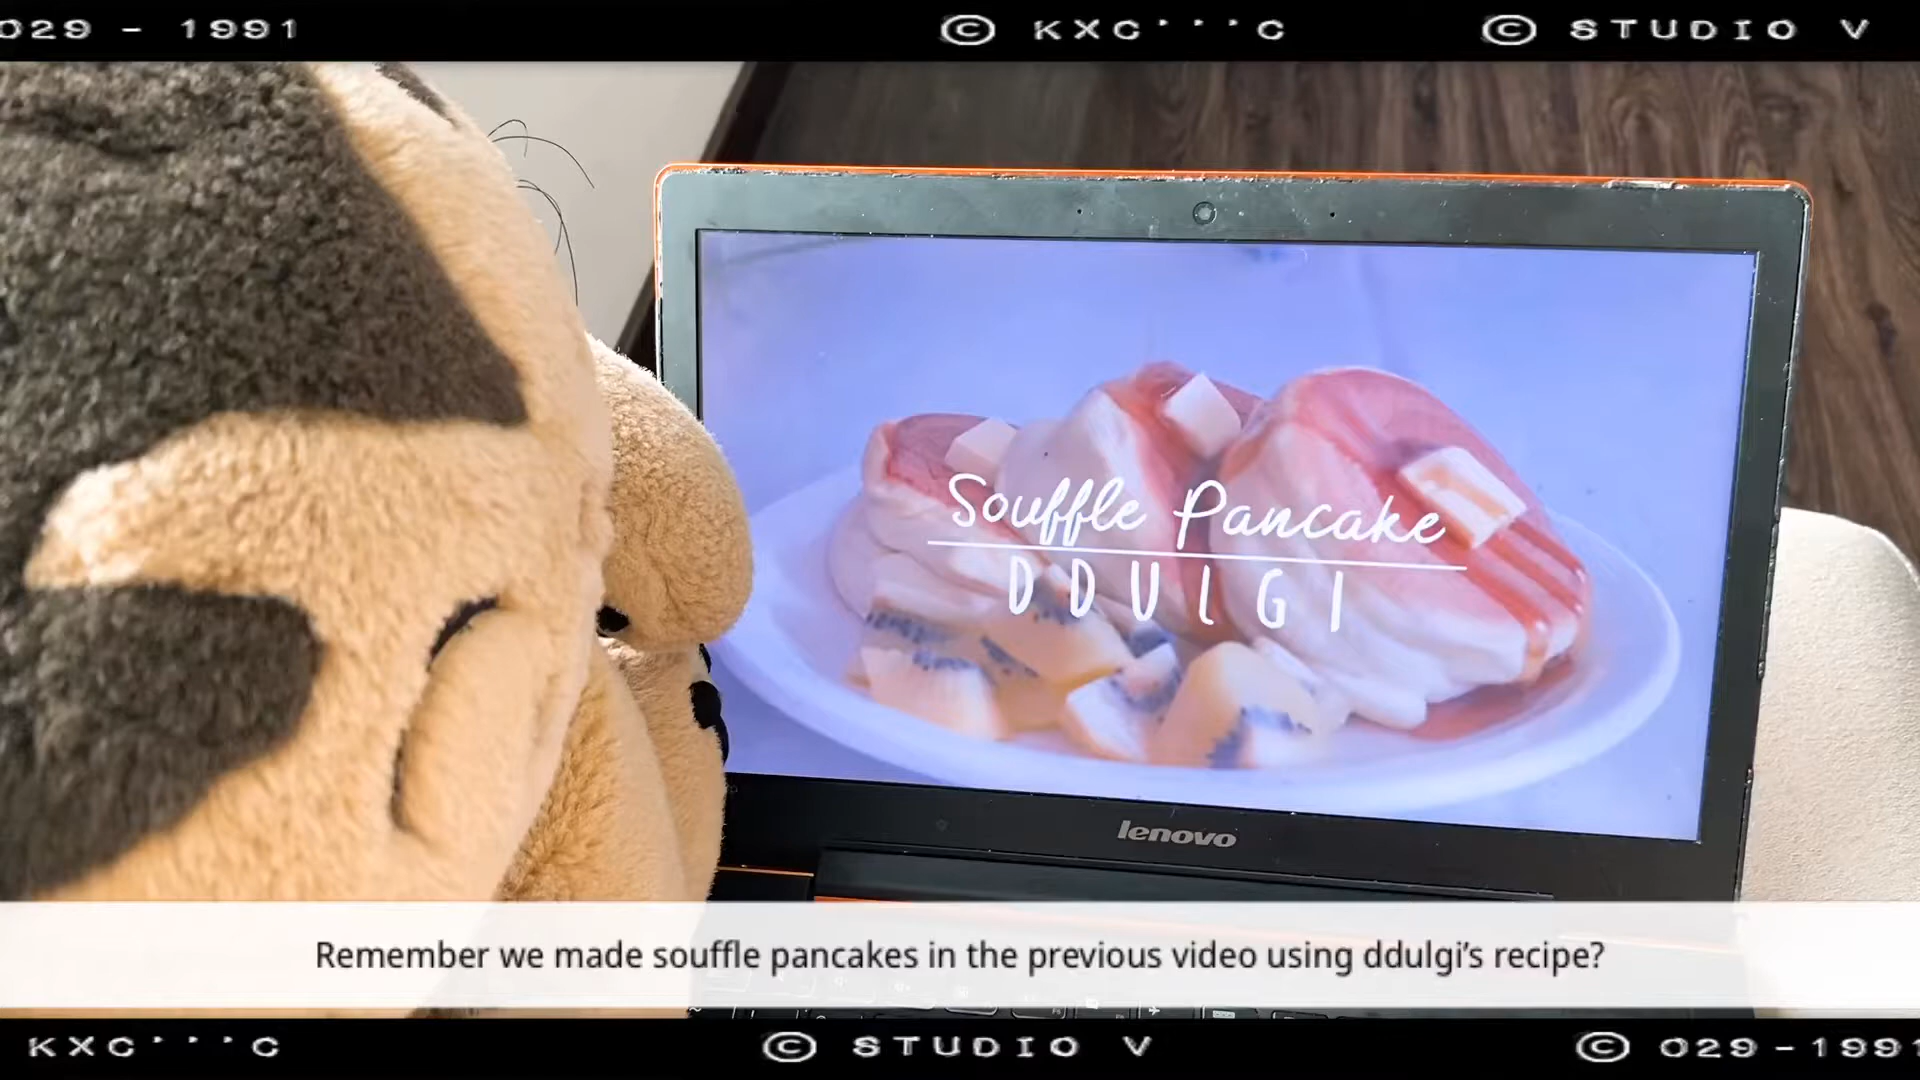 029 - 1991
© KXC'''C
© STUDIO V
Souffle Pancake
DDULGI
lenovo
Remember we made souffle pancakes in the previous video using ddulgi's recipe?
KXC'''C
© STUDIO V
© 029-1991